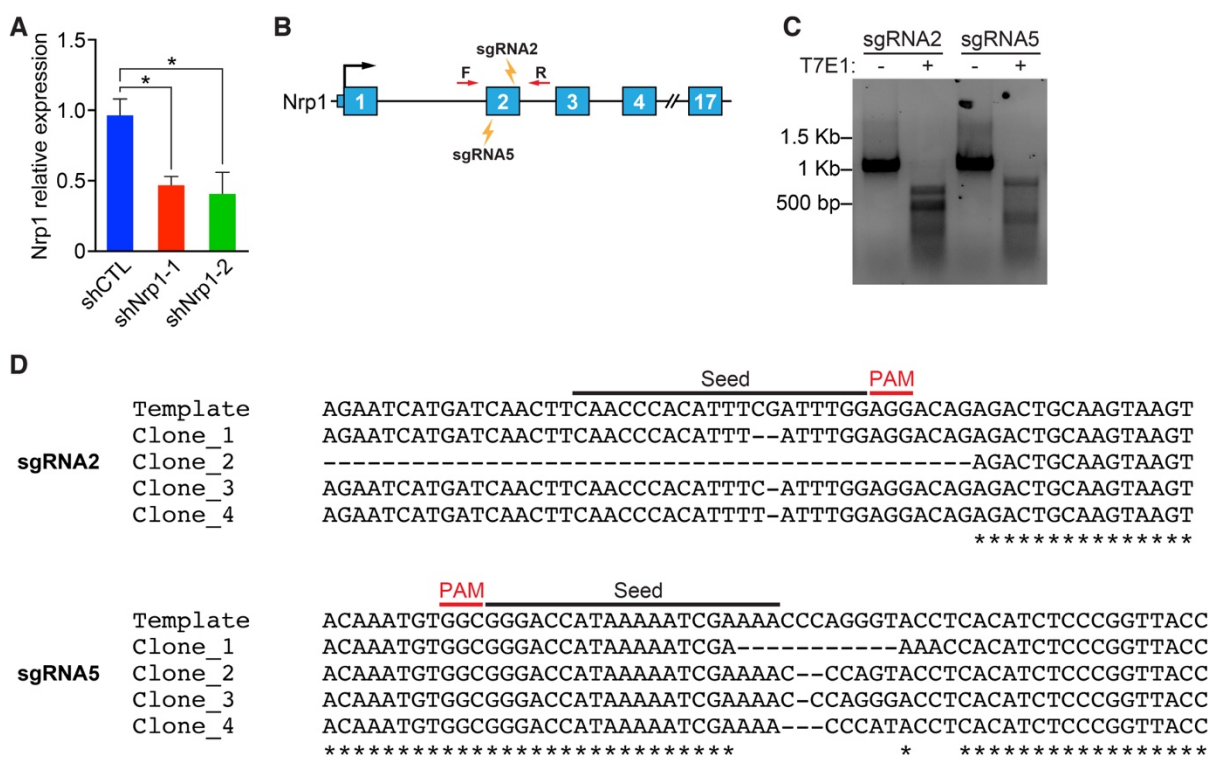 A
Nrp1 relative expression
1.5
1.0
0.5
0
* *
shCTL shNrp1-1 shNrp1-2
B
sgRNA2
F R
Nrp1 1 2 3 4 // 17
sgRNA5
C
sgRNA2 sgRNA5
T7E1: - + - +
1.5 Kb
1 Kb
500 bp
D
Seed PAM
Template AGAATCATGATCAACTTCAACCCACATTTCGATTTGGAGGACAGAGACTGCAAGTAAGT
Clone_1 AGAATCATGATCAACTTCAACCCACATTT--ATTTGGAGGACAGAGACTGCAAGTAAGT
sgRNA2 Clone_2 --------------------------------------------AGACTGCAAGTAAGT
Clone_3 AGAATCATGATCAACTTCAACCCACATTTC-ATTTGGAGGACAGAGACTGCAAGTAAGT
Clone_4 AGAATCATGATCAACTTCAACCCACATTTT-ATTTGGAGGACAGAGACTGCAAGTAAGT
***************
PAM Seed
Template ACAAATGTGGCGGGACCATAAAAATCGAAAACCCAGGGTACCTCACATCTCCCGGTTACC
Clone_1 ACAAATGTGGCGGGACCATAAAAATCGA-----------AAACCACATCTCCCGGTTACC
sgRNA5 Clone_2 ACAAATGTGGCGGGACCATAAAAATCGAAAAC--CCAGTACCTCACATCTCCCGGTTACC
Clone_3 ACAAATGTGGCGGGACCATAAAAATCGAAAAC-CCAGGGACCTCACATCTCCCGGTTACC
Clone_4 ACAAATGTGGCGGGACCATAAAAATCGAAAA---CCCATACCTCACATCTCCCGGTTACC
**************************** * *****************